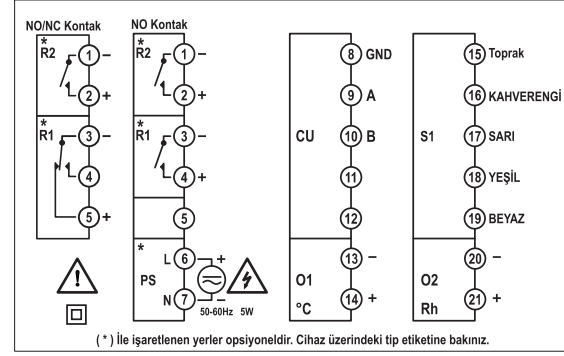 NO/NC Kontak
* R2
1 −
2 +
* R1
3 −
4
5 +
NO Kontak
* R2
1 −
2 +
* R1
3 −
4 +
5
* PS
L 6 +
N 7 −
50-60Hz 5W
CU
8 GND
9 A
10 B
11
12
O1
°C
13 −
14 +
S1
15 Toprak
16 KAHVERENGİ
17 SARI
18 YEŞİL
19 BEYAZ
O2
Rh
20 −
21 +
( * ) İle işaretlenen yerler opsiyoneldir. Cihaz üzerindeki tip etiketine bakınız.